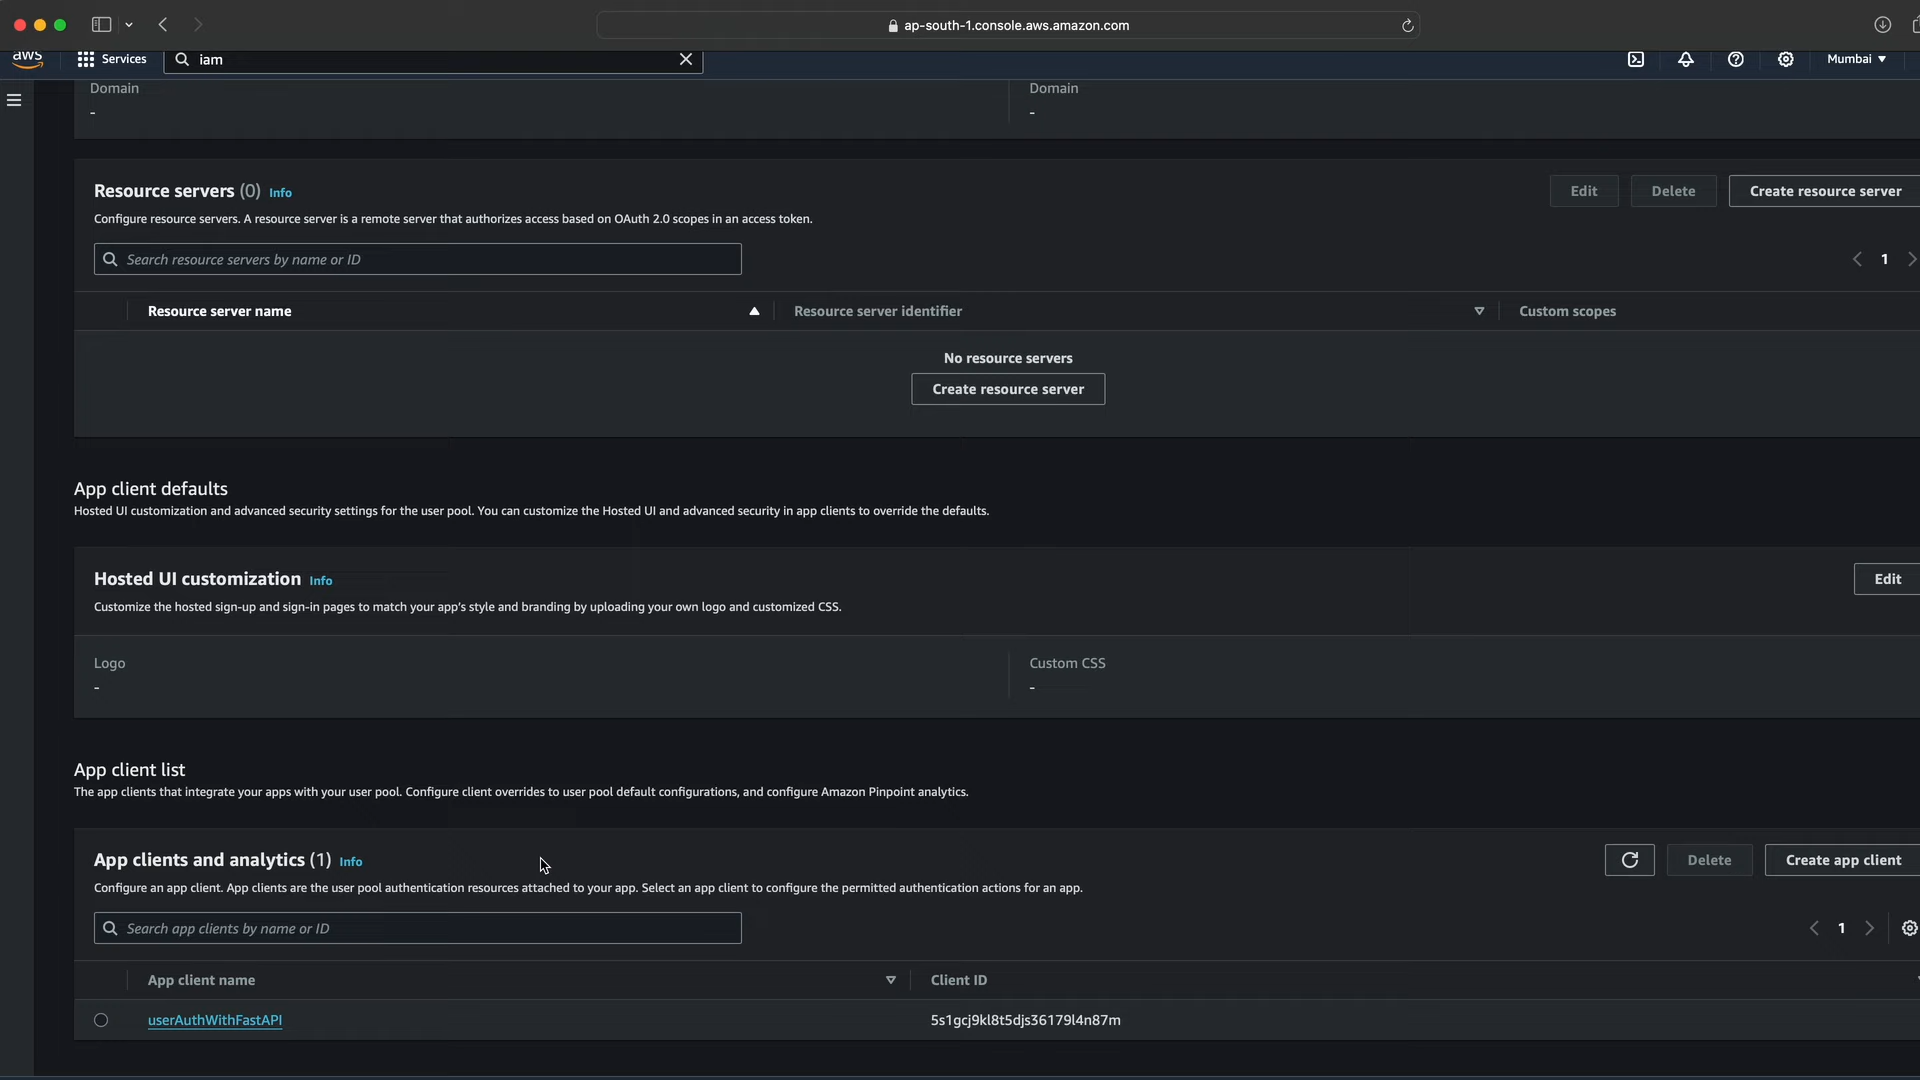 ap-south-1.console.aws.amazon.com
aws
Services
iam
Mumbai
Domain
Domain
-
-
Resource servers (0) Info
Edit
Delete
Create resource server
Configure resource servers. A resource server is a remote server that authorizes access based on OAuth 2.0 scopes in an access token.
Search resource servers by name or ID
1
Resource server name
Resource server identifier
Custom scopes
No resource servers
Create resource server
App client defaults
Hosted UI customization and advanced security settings for the user pool. You can customize the Hosted UI and advanced security in app clients to override the defaults.
Hosted UI customization Info
Edit
Customize the hosted sign-up and sign-in pages to match your app's style and branding by uploading your own logo and customized CSS.
Logo
Custom CSS
-
-
App client list
The app clients that integrate your apps with your user pool. Configure client overrides to user pool default configurations, and configure Amazon Pinpoint analytics.
App clients and analytics (1) Info
Delete
Create app client
Configure an app client. App clients are the user pool authentication resources attached to your app. Select an app client to configure the permitted authentication actions for an app.
Search app clients by name or ID
1
App client name
Client ID
userAuthWithFastAPI
5s1gcj9kl8t5djs36179l4n87m